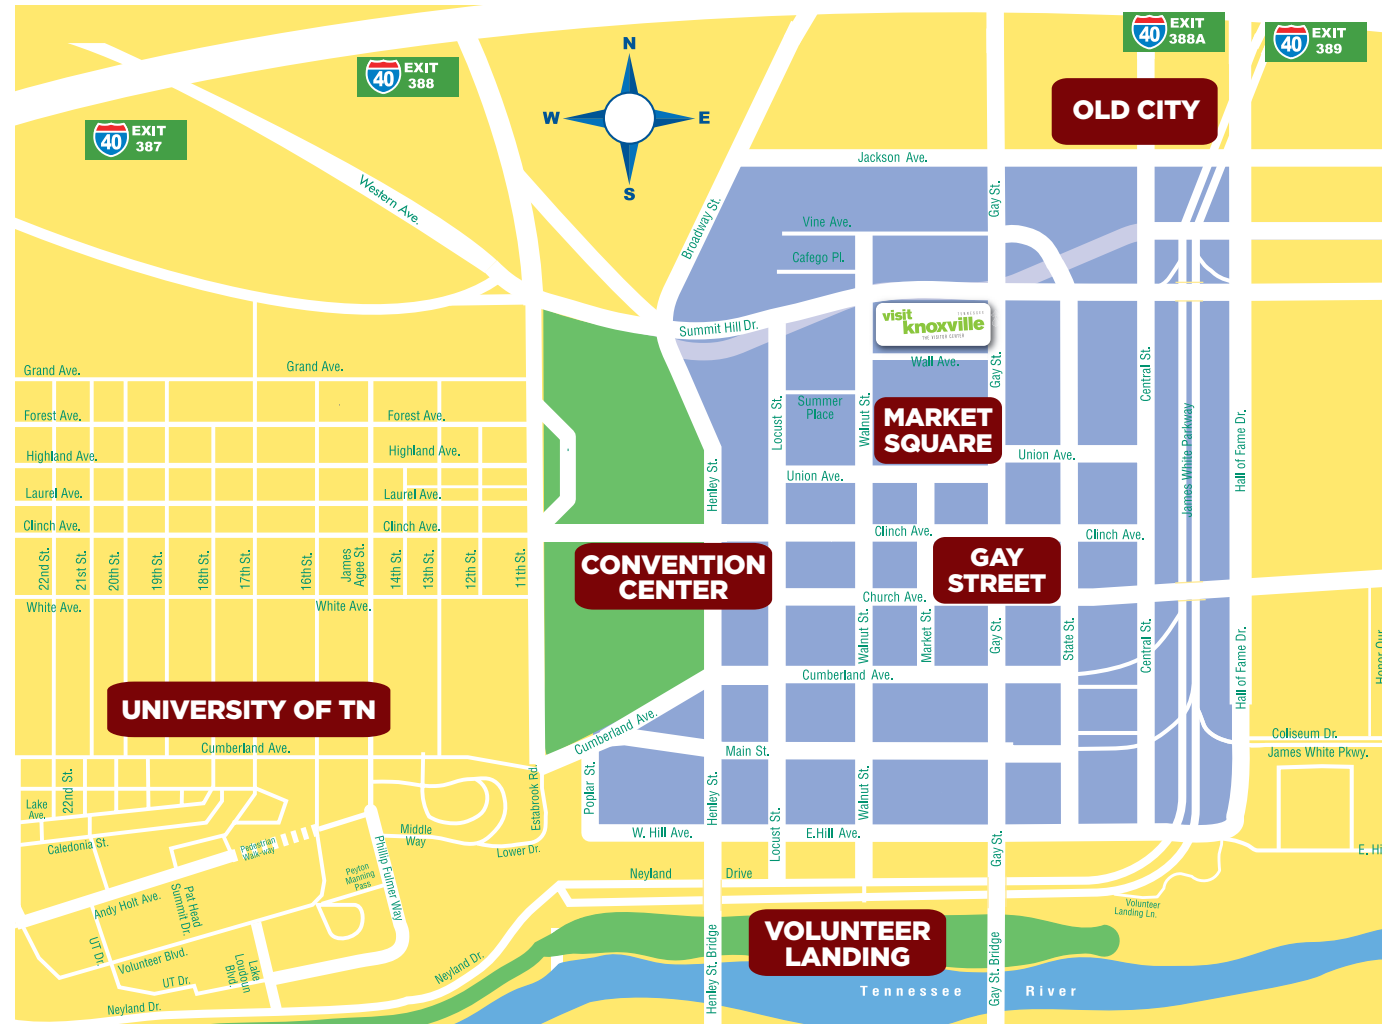 EXIT
388A
40
EXIT
389
40
N
EXIT
388
40
W
E
S
EXIT
387
40
OLD CITY
Jackson Ave.
Western Ave.
Broadway St.
Gay St.
Vine Ave.
Cafego Pl.
Summit Hill Dr.
visit
TENNESSEE
knoxville
THE VISITOR CENTER
Wall Ave.
Gay St.
Central St.
Grand Ave.
Grand Ave.
Forest Ave.
Forest Ave.
Summer
Place
Locust St.
Walnut St.
MARKET
SQUARE
James White Parkway
Hall of Fame Dr.
Highland Ave.
Highland Ave.
Union Ave.
Union Ave.
Henley St.
Laurel Ave.
Laurel Ave.
Clinch Ave.
Clinch Ave.
Clinch Ave.
Clinch Ave.
22nd St.
21st St.
20th St.
19th St.
18th St.
17th St.
16th St.
James
Agee St.
14th St.
13th St.
12th St.
11th St.
CONVENTION
CENTER
GAY
STREET
White Ave.
White Ave.
Church Ave.
Walnut St.
Market St.
Gay St.
State St.
Central St.
Hall of Fame Dr.
Honor Our
Cumberland Ave.
UNIVERSITY OF TN
Cumberland Ave.
Cumberland Ave.
Main St.
Coliseum Dr.
James White Pkwy.
22nd St.
Lake
Ave.
Estabrook Rd.
Poplar St.
Henley St.
Locust St.
Walnut St.
Gay St.
W. Hill Ave.
E.Hill Ave.
E. Hi
Caledonia St.
Pedestrian
Walk-way
Middle
Way
Lower Dr.
Phillip Fulmer Way
Peyton
Manning
Pass
Neyland
Drive
Andy Holt Ave.
Pat Head
Summit Dr.
Volunteer
Landing Ln.
VOLUNTEER
LANDING
UT Dr.
Volunteer Blvd.
UT Dr.
Lake
Loudoun
Blvd.
Neyland Dr.
Neyland Dr.
Henley St. Bridge
Gay St. Bridge
Tennessee
River